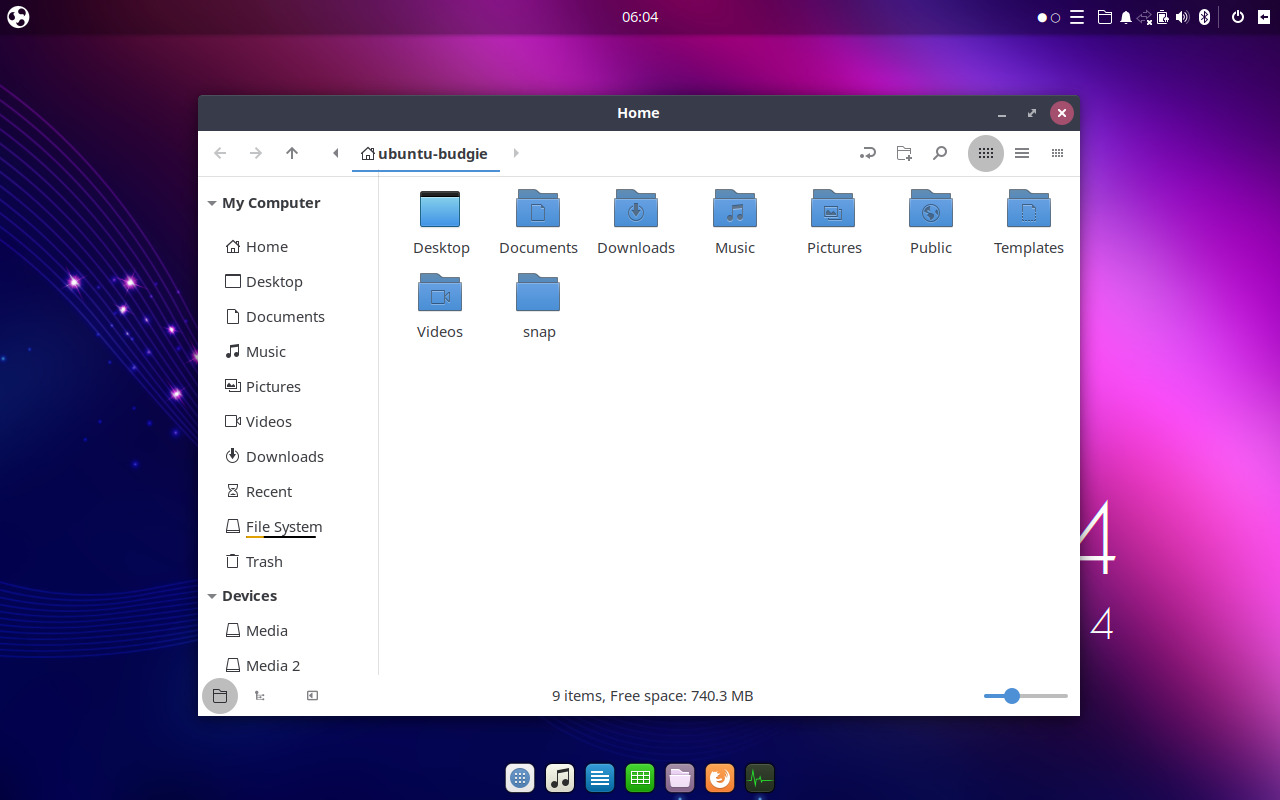 06:04
Home
ubuntu-budgie
My Computer
Home
Desktop
Documents
Music
Pictures
Videos
Downloads
Recent
File System
Trash
Devices
Media
Media 2
Desktop
Documents
Downloads
Music
Pictures
Public
Templates
Videos
snap
9 items, Free space: 740.3 MB
4
4